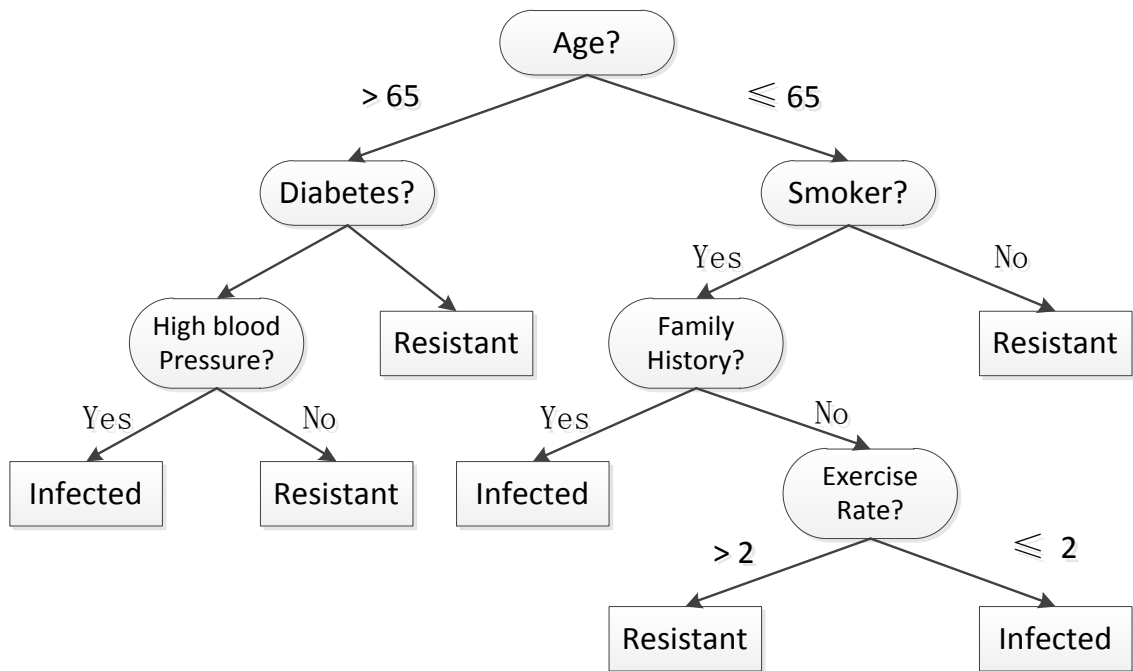 Age?
> 65
≤ 65
Diabetes?
Smoker?
Yes
No
High blood
Pressure?
Resistant
Family
History?
Resistant
Yes
No
Yes
No
Infected
Resistant
Infected
Exercise
Rate?
> 2
≤ 2
Resistant
Infected